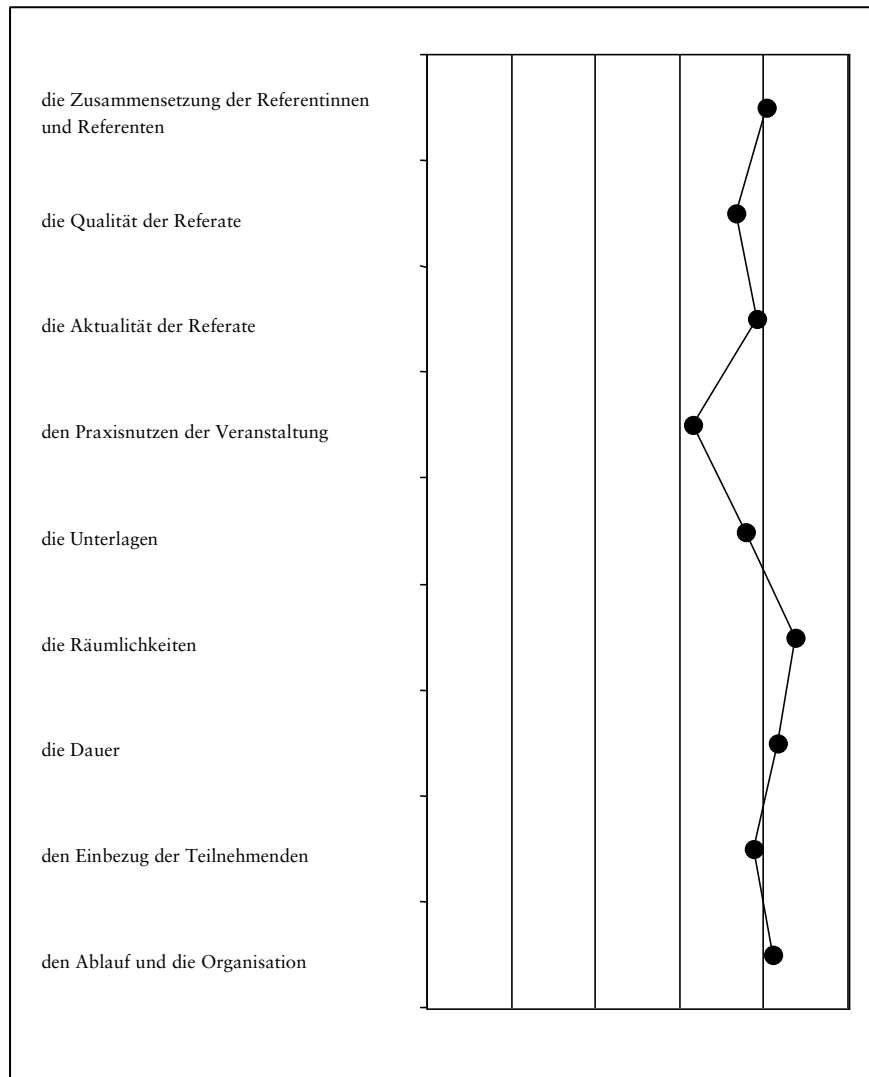 die Zusammensetzung der Referentinnen
und Referenten
die Qualität der Referate
die Aktualität der Referate
den Praxisnutzen der Veranstaltung
die Unterlagen
die Räumlichkeiten
die Dauer
den Einbezug der Teilnehmenden
den Ablauf und die Organisation